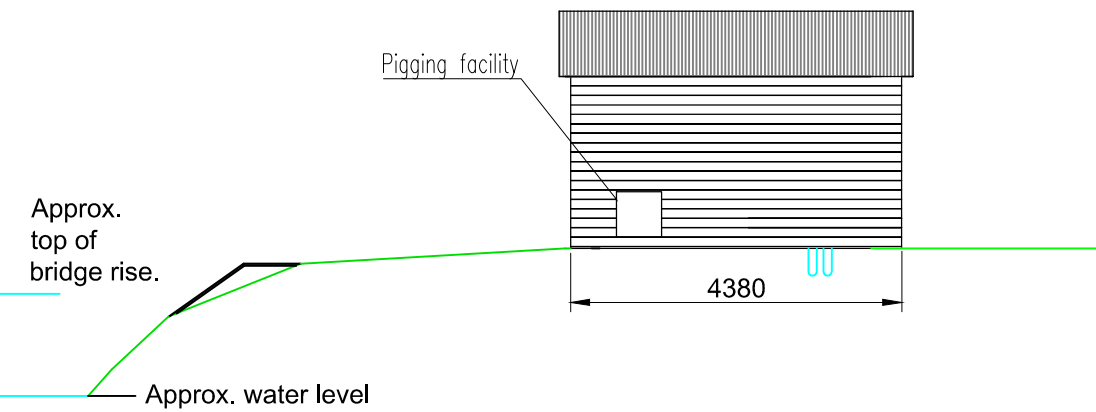 Pigging facility
Approx.
top of
bridge rise.
4380
Approx. water level